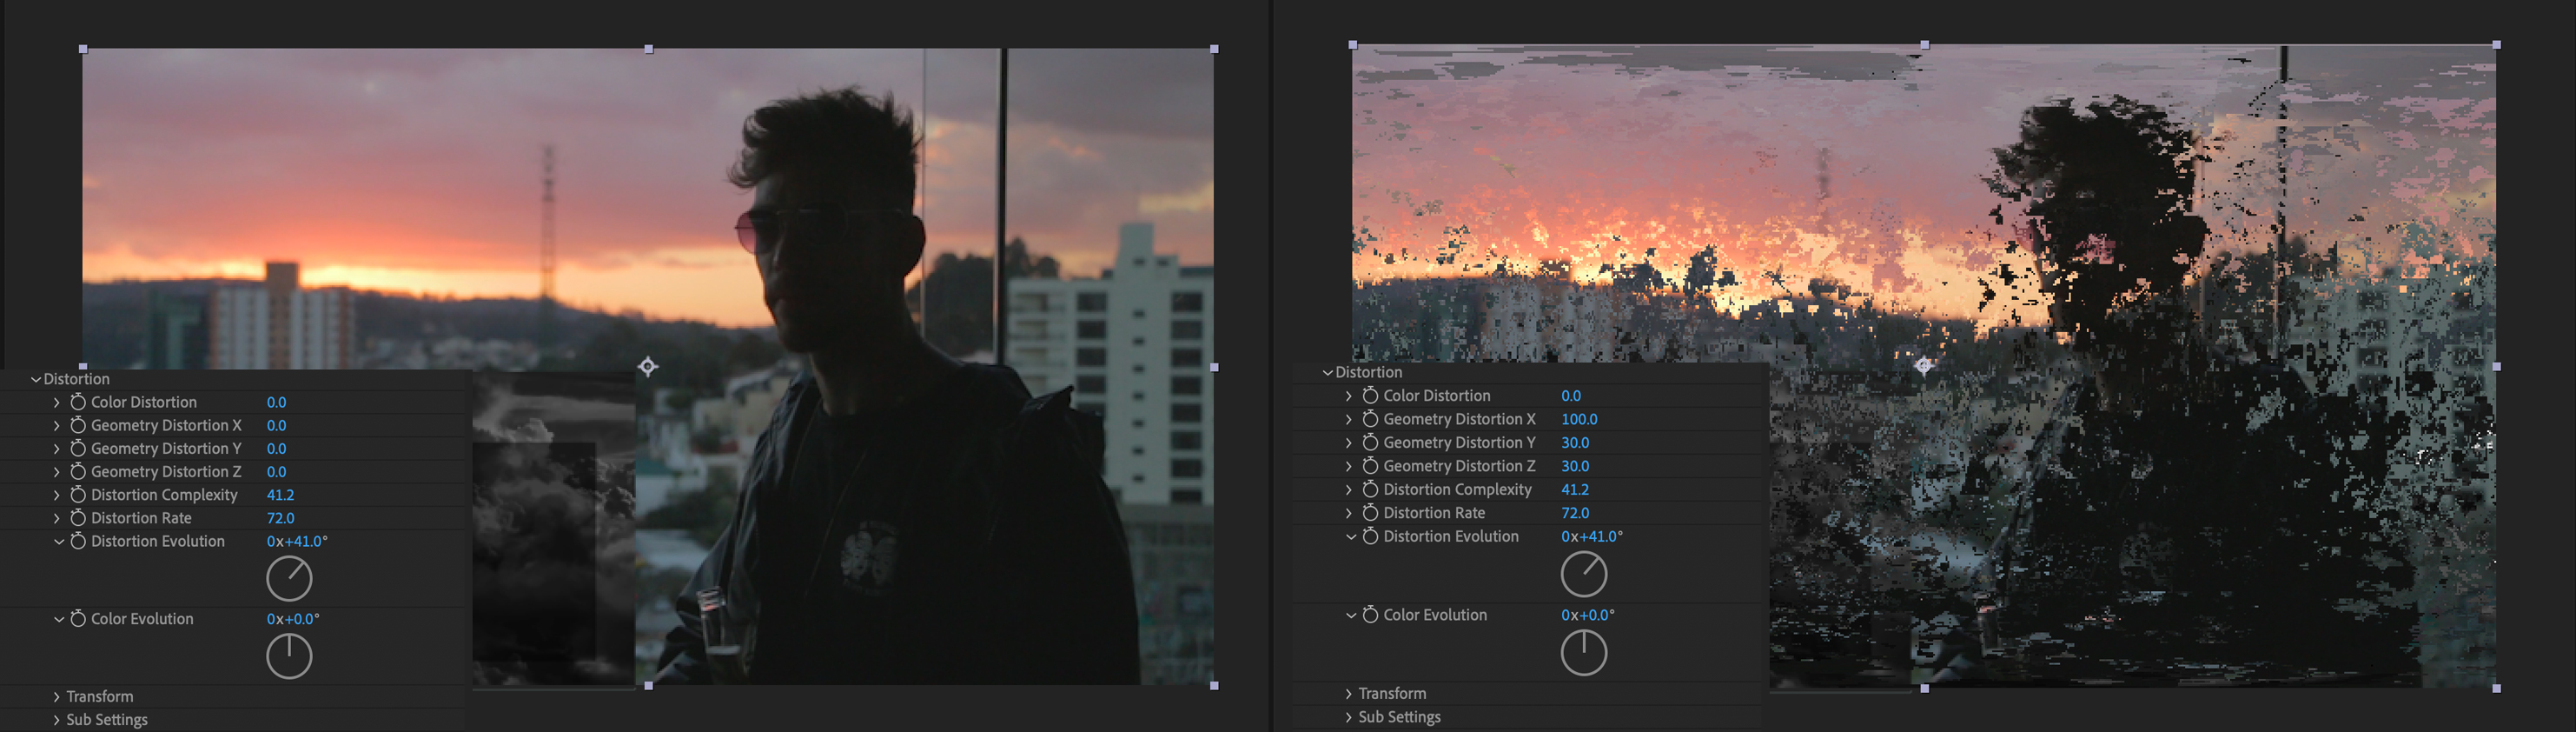 Distortion
Color Distortion 0.0
Geometry Distortion X 0.0
Geometry Distortion Y 0.0
Geometry Distortion Z 0.0
Distortion Complexity 41.2
Distortion Rate 72.0
Distortion Evolution 0x+41.0°
Color Evolution 0x+0.0°
Transform
Sub Settings
Distortion
Color Distortion 0.0
Geometry Distortion X 100.0
Geometry Distortion Y 30.0
Geometry Distortion Z 30.0
Distortion Complexity 41.2
Distortion Rate 72.0
Distortion Evolution 0x+41.0°
Color Evolution 0x+0.0°
Transform
Sub Settings